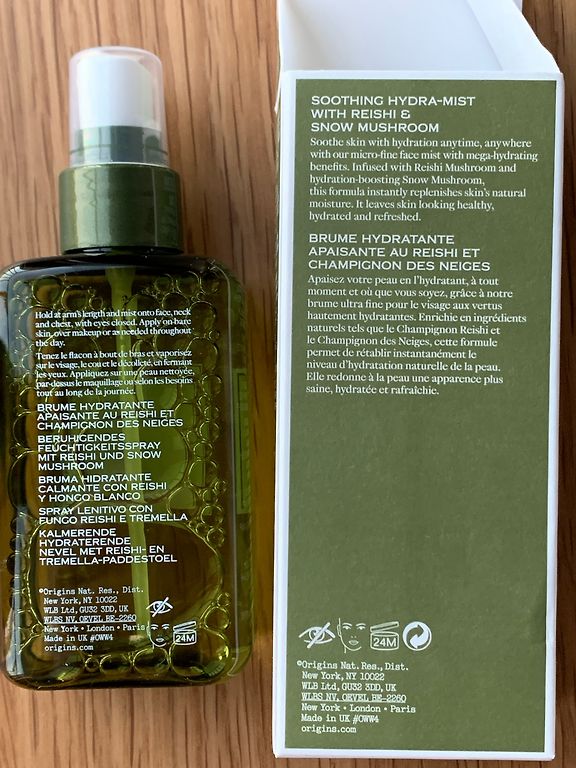 Hold at arm's length and mist onto face, neck
and chest, with eyes closed. Apply on bare
skin, over makeup or as needed throughout
the day.
Tenez le flacon à bout de bras et vaporisez
sur le visage, le cou et le décolleté, en fermant
les yeux. Appliquez sur une peau nettoyée,
par-dessus le maquillage ou selon les besoins
tout au long de la journée.
BRUME HYDRATANTE
APAISANTE AU REISHI ET
CHAMPIGNON DES NEIGES
BERUHIGENDES
FEUCHTIGKEITSSPRAY
MIT REISHI UND SNOW
MUSHROOM
BRUMA HIDRATANTE
CALMANTE CON REISHI
Y HONGO BLANCO
SPRAY LENITIVO CON
FUNGO REISHI E TREMELLA
KALMERENDE
HYDRATERENDE
NEVEL MET REISHI- EN
TREMELLA-PADDESTOEL
©Origins Nat. Res., Dist.
New York, NY 10022
WLB Ltd, GU32 3DD, UK
WLBS NV, OEVEL BE-2260
New York • London • Paris
Made in UK #0WW4
origins.com
24M
SOOTHING HYDRA-MIST
WITH REISHI &
SNOW MUSHROOM
Soothe skin with hydration anytime, anywhere
with our micro-fine face mist with mega-hydrating
benefits. Infused with Reishi Mushroom and
hydration-boosting Snow Mushroom,
this formula instantly replenishes skin's natural
moisture. It leaves skin looking healthy,
hydrated and refreshed.
BRUME HYDRATANTE
APAISANTE AU REISHI ET
CHAMPIGNON DES NEIGES
Apaisez votre peau en l'hydratant, à tout
moment et où que vous soyez, grâce à notre
brume ultra fine pour le visage aux vertus
hautement hydratantes. Enrichie en ingrédients
naturels tels que le Champignon Reishi et
le Champignon des Neiges, cette formule
permet de rétablir instantanément le
niveau d'hydratation naturelle de la peau.
Elle redonne à la peau une apparence plus
saine, hydratée et rafraîchie.
24M
©Origins Nat. Res., Dist.
New York, NY 10022
WLB Ltd, GU32 3DD, UK
WLBS NV, OEVEL BE-2260
New York • London • Paris
Made in UK #0WW4
origins.com